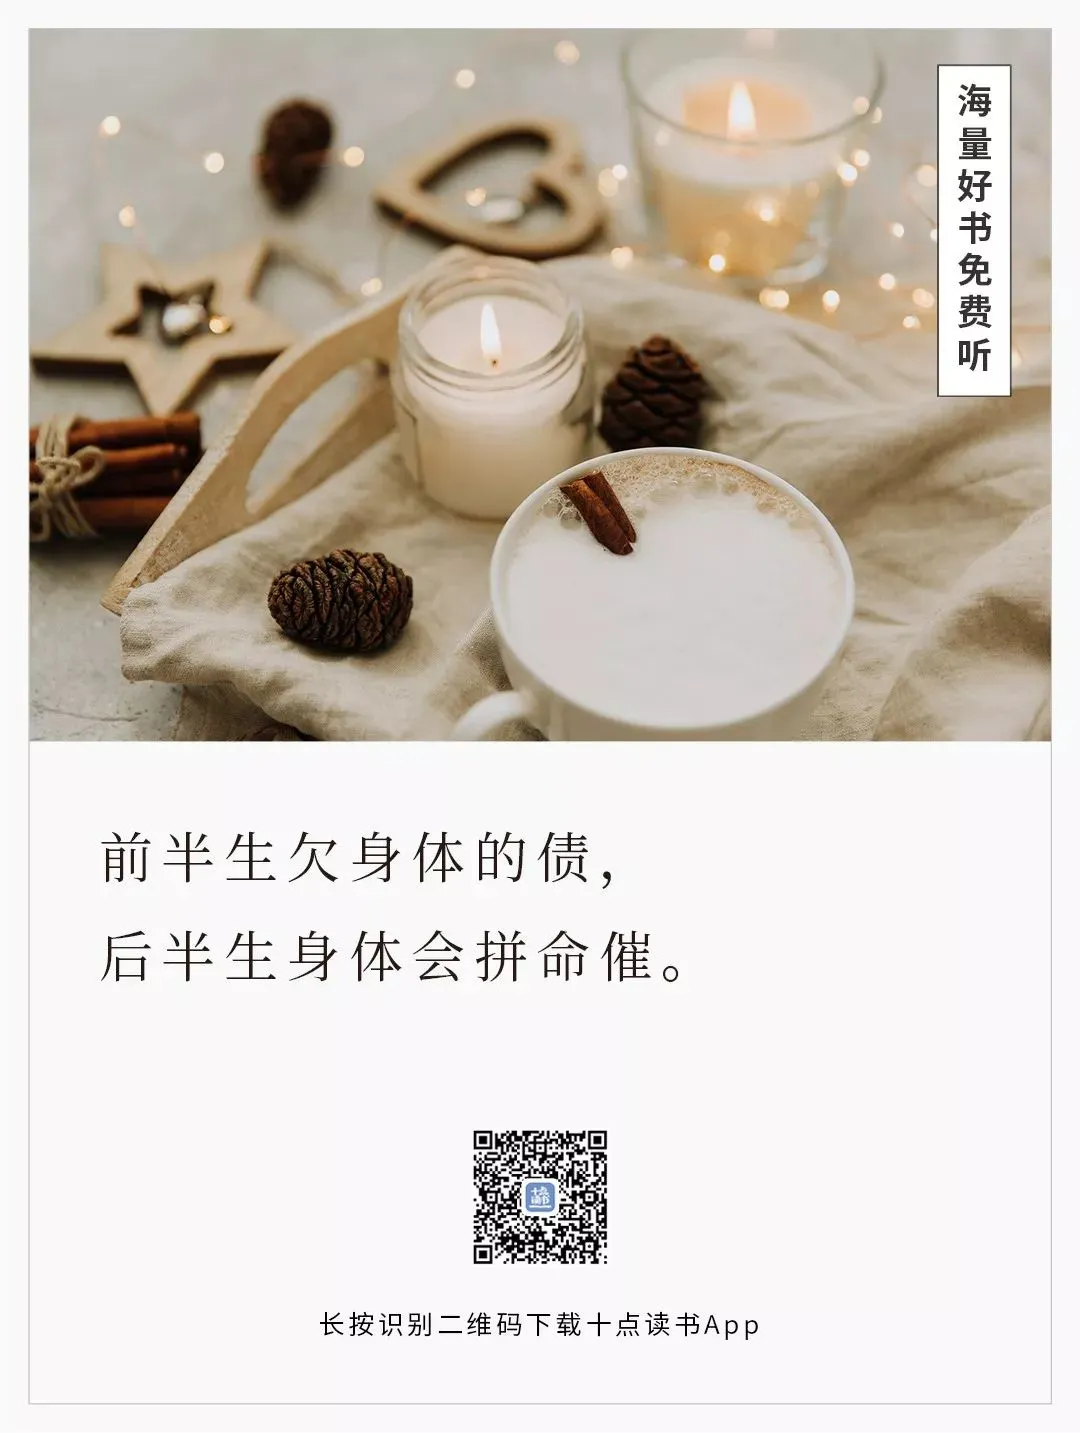 海量好书免费听
前半生欠身体的债，
后半生身体会拼命催。
长按识别二维码下载十点读书App